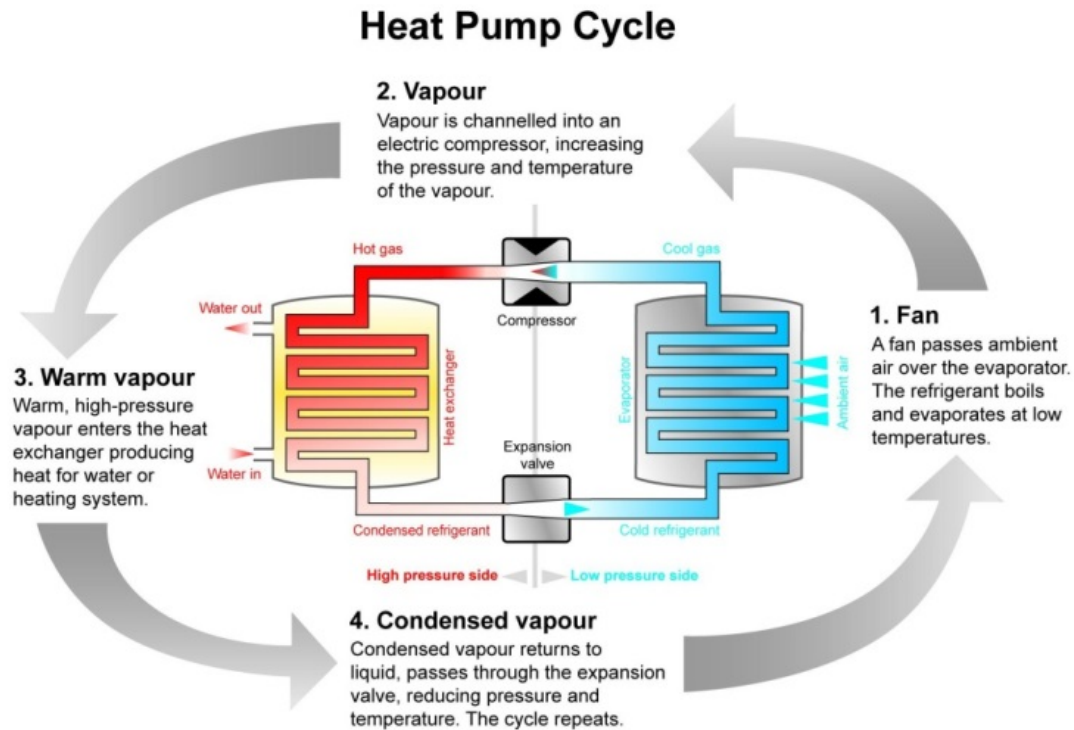 Heat Pump Cycle
2. Vapour
Vapour is channelled into an
electric compressor, increasing
the pressure and temperature
of the vapour.
Hot gas
Cool gas
Compressor
Water out
Water in
Heat exchanger
Evaporator
Ambient air
1. Fan
A fan passes ambient
air over the evaporator.
The refrigerant boils
and evaporates at low
temperatures.
3. Warm vapour
Warm, high-pressure
vapour enters the heat
exchanger producing
heat for water or
heating system.
Expansion
valve
Condensed refrigerant
Cold refrigerant
High pressure side
Low pressure side
4. Condensed vapour
Condensed vapour returns to
liquid, passes through the expansion
valve, reducing pressure and
temperature. The cycle repeats.